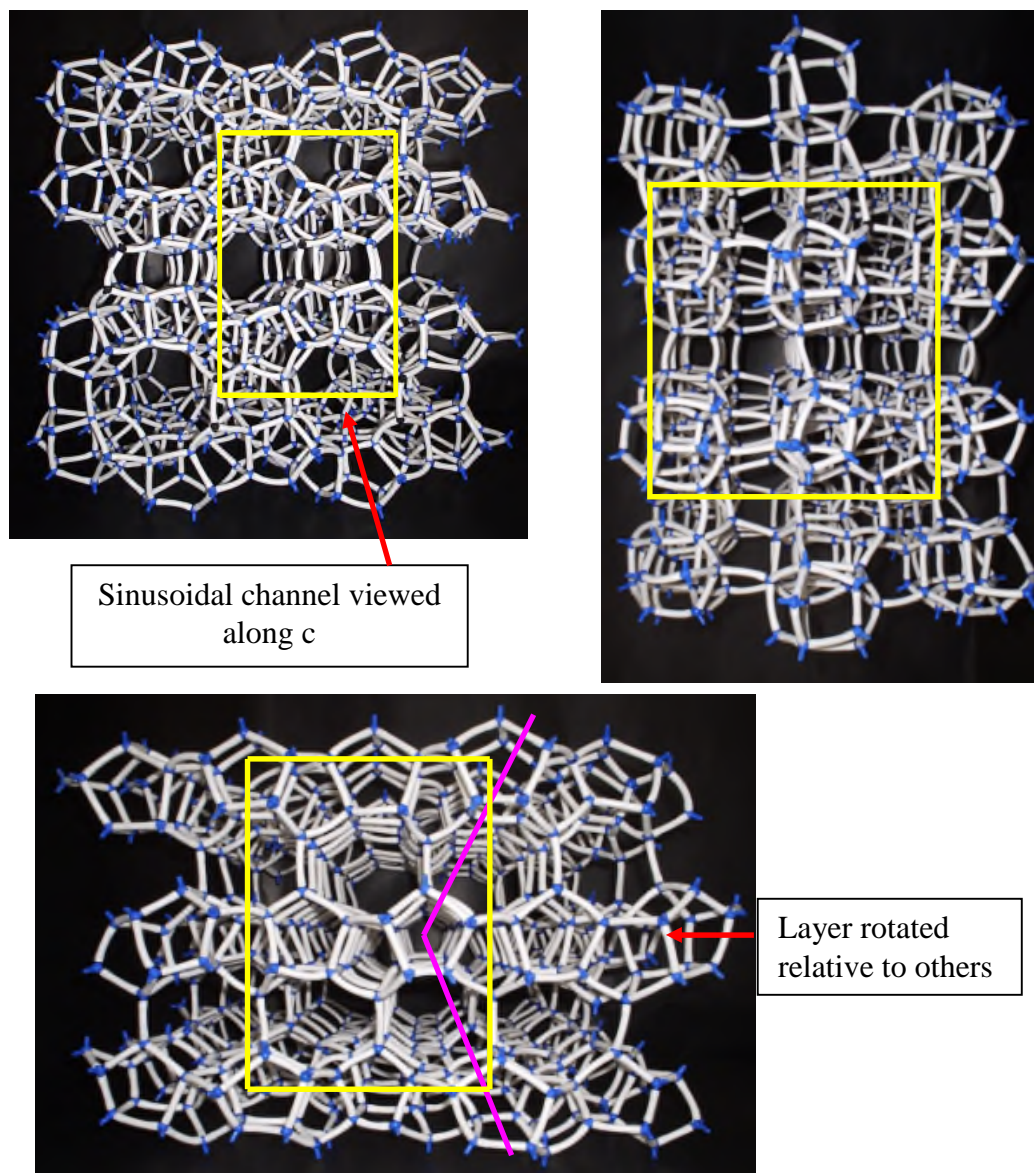 Sinusoidal channel viewed
along c
Layer rotated
relative to others